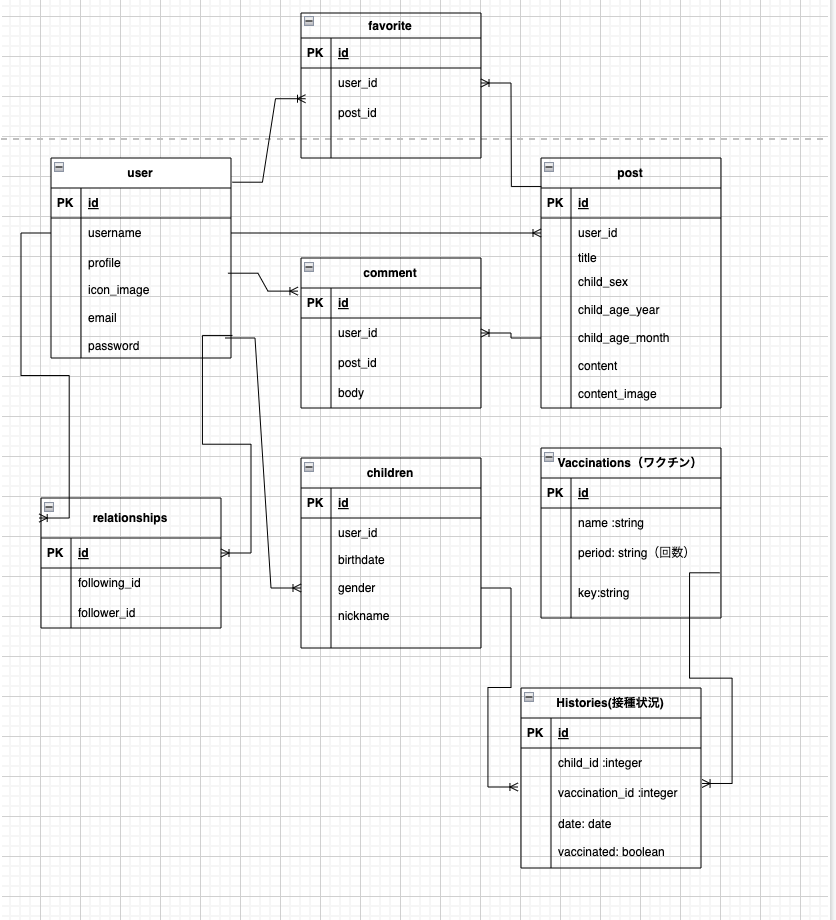 favorite
PK id
user_id
post_id
user
PK id
username
profile
icon_image
email
password
post
PK id
user_id
title
child_sex
child_age_year
child_age_month
content
content_image
comment
PK id
user_id
post_id
body
relationships
PK id
following_id
follower_id
children
PK id
user_id
birthdate
gender
nickname
Vaccinations（ワクチン）
PK id
name :string
period: string（回数）
key:string
Histories(接種状況)
PK id
child_id :integer
vaccination_id :integer
date: date
vaccinated: boolean